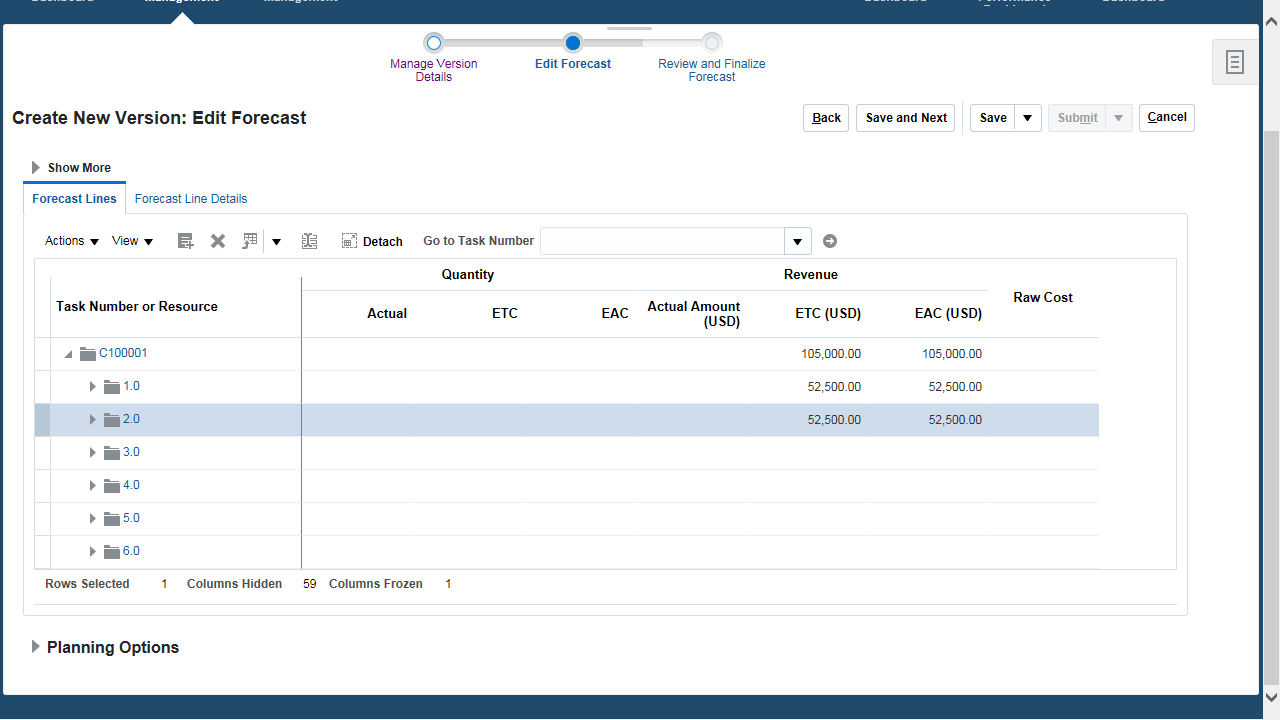 Manage Version
Details
Edit Forecast
Review and Finalize
Forecast
Create New Version: Edit Forecast
Back
Save and Next
Save
Submit
Cancel
Show More
Forecast Lines
Forecast Line Details
Actions
View
Detach
Go to Task Number
Quantity
Revenue
Task Number or Resource
Actual
ETC
EAC
Actual Amount
(USD)
ETC (USD)
EAC (USD)
Raw Cost
C100001 105,000.00 105,000.00
1.0 52,500.00 52,500.00
2.0 52,500.00 52,500.00
3.0
4.0
5.0
6.0
Rows Selected 1 Columns Hidden 59 Columns Frozen 1
Planning Options